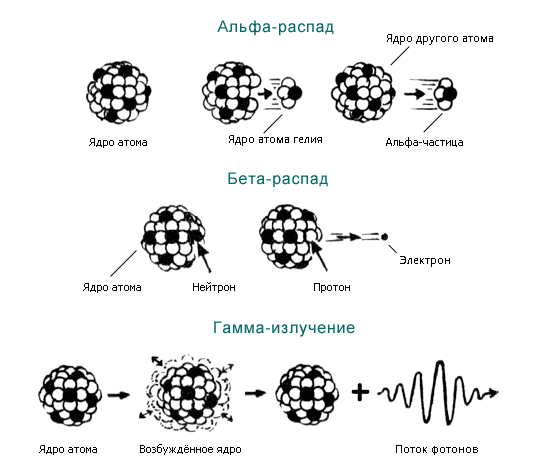 Альфа-распад
Ядро другого атома
Ядро атома
Ядро атома гелия
Альфа-частица
Бета-распад
Электрон
Ядро атома
Нейтрон
Протон
Гамма-излучение
Ядро атома
Возбуждённое ядро
Поток фотонов